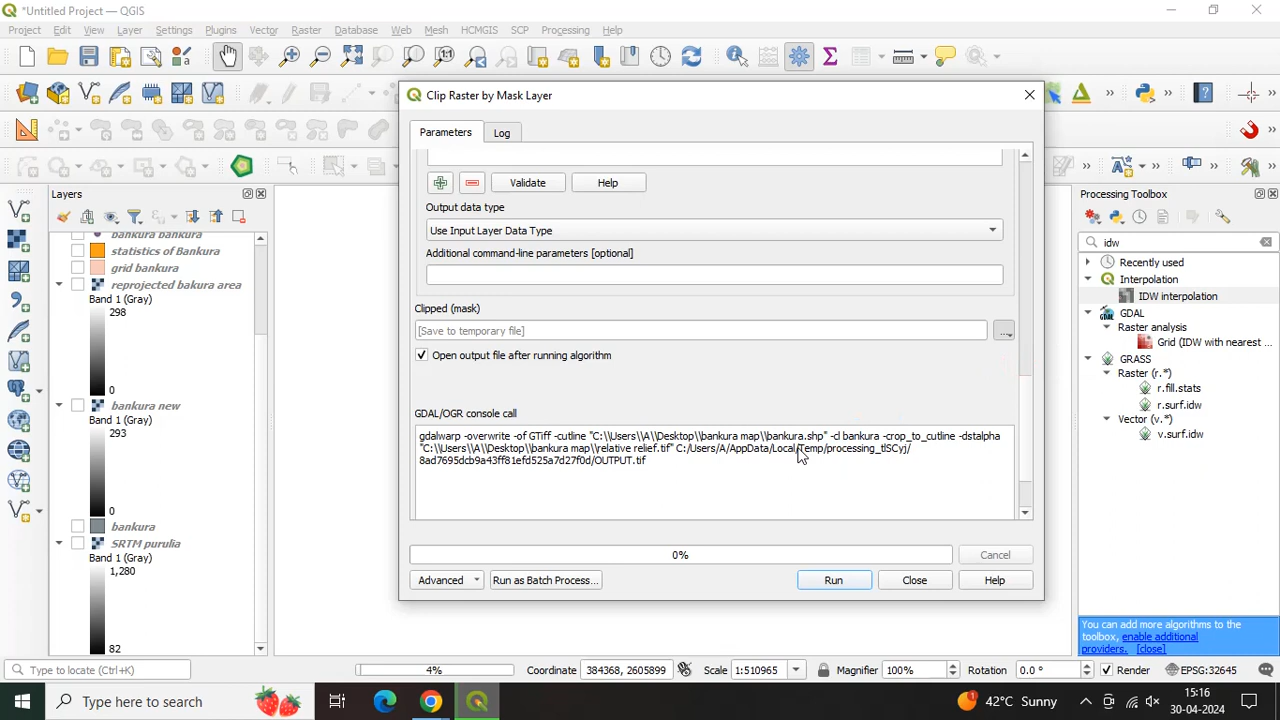 *Untitled Project — QGIS
Project Edit View Layer Settings Plugins Vector Raster Database Web Mesh HCMGIS SCP Processing Help
Clip Raster by Mask Layer
Parameters Log
Validate Help
Output data type
Use Input Layer Data Type
Additional command-line parameters [optional]
Clipped (mask)
[Save to temporary file]
...
Open output file after running algorithm
GDAL/OGR console call
gdalwarp -overwrite -of GTiff -cutline "C:\\Users\\A\\Desktop\\bankura map\\bankura.shp" -cl bankura -crop_to_cutline -dstalpha
"C:\\Users\\A\\Desktop\\bankura map\\relative relief.tif" C:/Users/A/AppData/Local/Temp/processing_tlSCyj/
8ad7695dcb9a43ff81efd525a7d27f0d/OUTPUT.tif
0% Cancel
Advanced Run as Batch Process... Run Close Help
Layers
bankura bankura
statistics of Bankura
grid bankura
reprojected bakura area
Band 1 (Gray)
298
0
bankura new
Band 1 (Gray)
293
0
bankura
SRTM purulia
Band 1 (Gray)
1,280
82
Processing Toolbox
idw
Recently used
Interpolation
IDW interpolation
GDAL
Raster analysis
Grid (IDW with nearest ...
GRASS
Raster (r.*)
r.fill.stats
r.surf.idw
Vector (v.*)
v.surf.idw
You can add more algorithms to the
toolbox, enable additional
providers. [close]
Type to locate (Ctrl+K) 4% Coordinate 384368, 2605899 Scale 1:510965 Magnifier 100% Rotation 0.0 ° Render EPSG:32645
Type here to search 42°C Sunny 15:16
30-04-2024